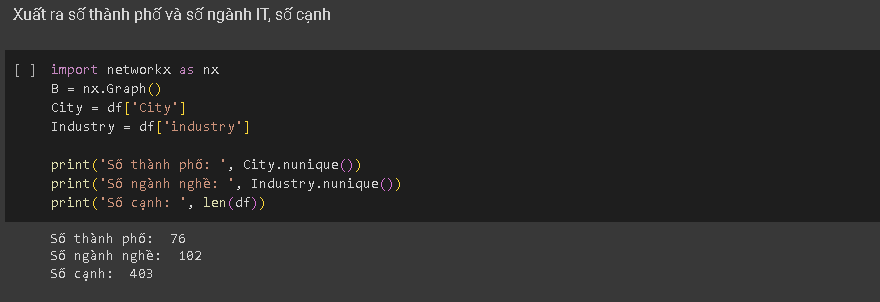 Xuất ra số thành phố và số ngành IT, số cạnh
[ ] import networkx as nx
B = nx.Graph()
City = df['City']
Industry = df['industry']
print('Số thành phố: ', City.nunique())
print('Số ngành nghề: ', Industry.nunique())
print('Số cạnh: ', len(df))
Số thành phố:  76
Số ngành nghề:  102
Số cạnh:  403